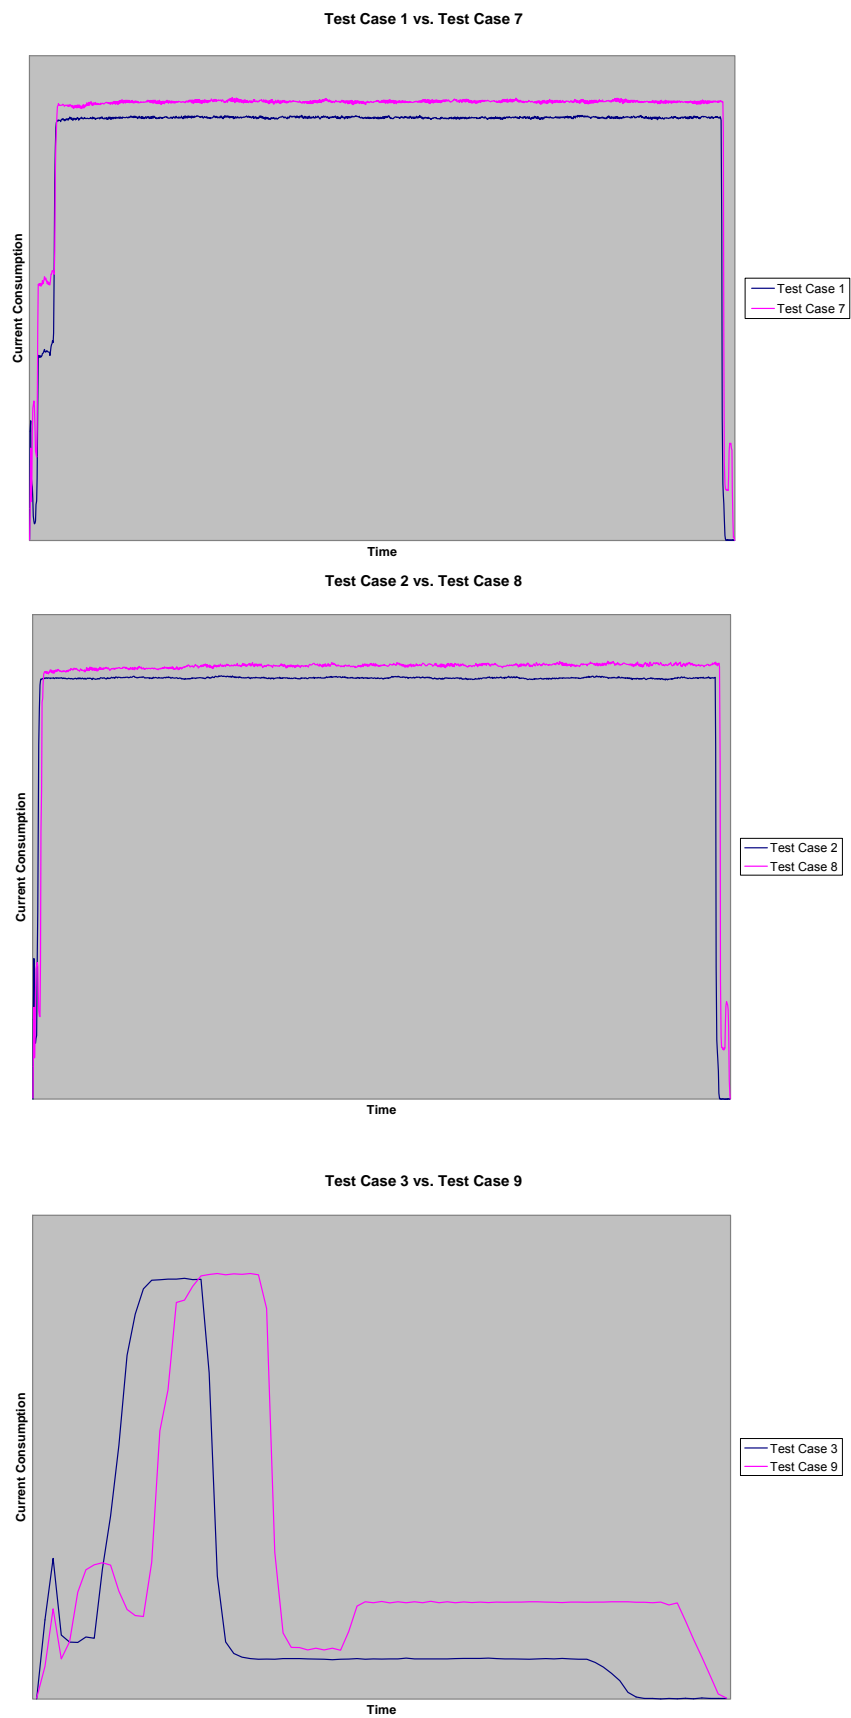 Test Case 1 vs. Test Case 7
Current Consumption
Test Case 1
Test Case 7
Time
Test Case 2 vs. Test Case 8
Current Consumption
Test Case 2
Test Case 8
Time
Test Case 3 vs. Test Case 9
Current Consumption
Test Case 3
Test Case 9
Time